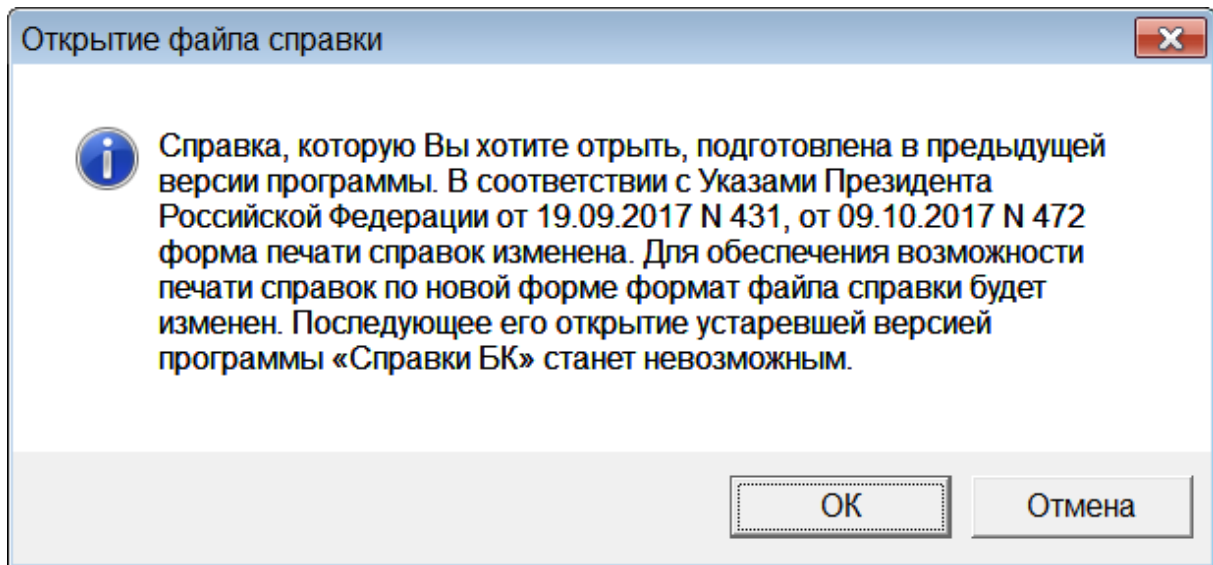 Открытие файла справки
Справка, которую Вы хотите отрыть, подготовлена в предыдущей
версии программы. В соответствии с Указами Президента
Российской Федерации от 19.09.2017 N 431, от 09.10.2017 N 472
форма печати справок изменена. Для обеспечения возможности
печати справок по новой форме формат файла справки будет
изменен. Последующее его открытие устаревшей версией
программы «Справки БК» станет невозможным.
ОК
Отмена